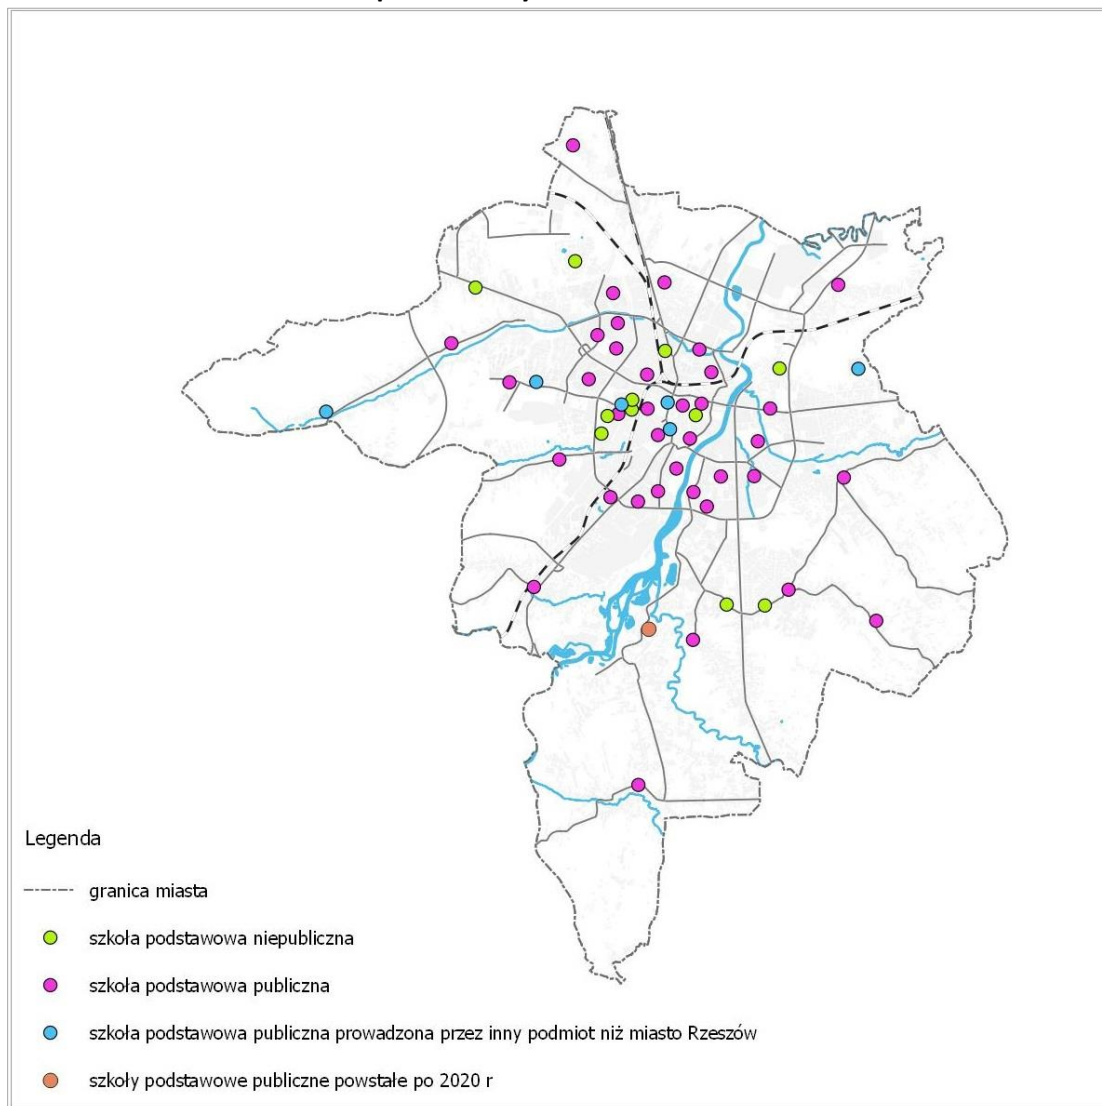 Legenda
granica miasta
szkoła podstawowa niepubliczna
szkoła podstawowa publiczna
szkoła podstawowa publiczna prowadzona przez inny podmiot niż miasto Rzeszów
szkoły podstawowe publiczne powstałe po 2020 r